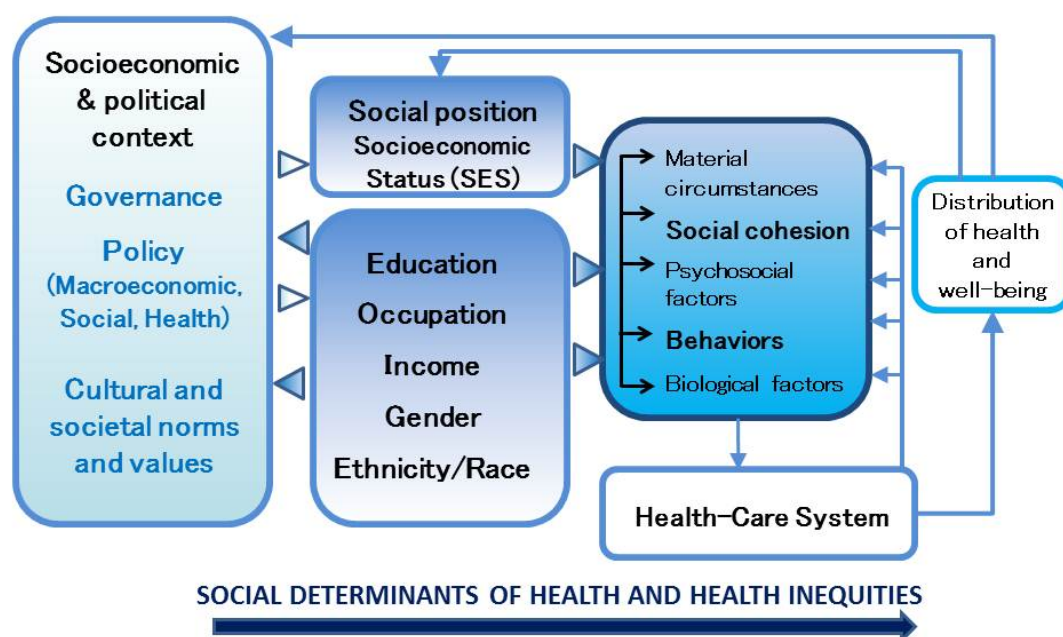 Socioeconomic
& political
context
Governance
Policy
(Macroeconomic,
Social, Health)
Cultural and
societal norms
and values
Social position
Socioeconomic
Status (SES)
Education
Occupation
Income
Gender
Ethnicity/Race
Material
circumstances
Social cohesion
Psychosocial
factors
Behaviors
Biological factors
Health-Care System
Distribution
of health
and
well-being
SOCIAL DETERMINANTS OF HEALTH AND HEALTH INEQUITIES